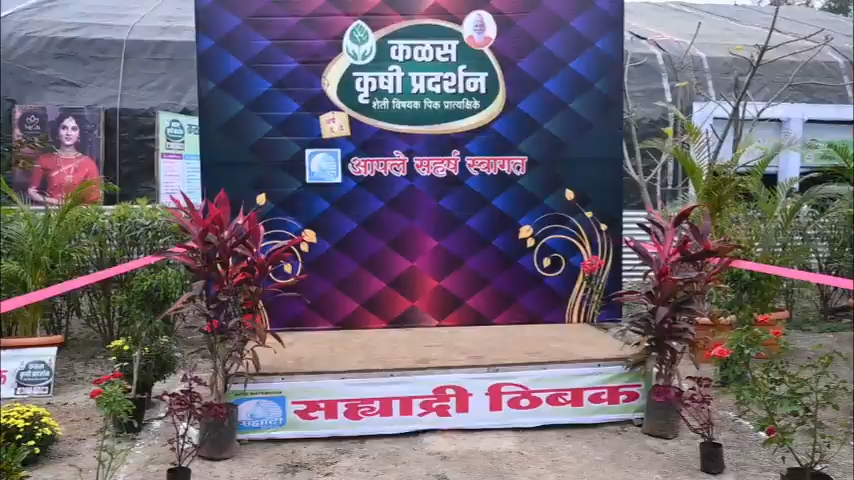 कळस
कृषी प्रदर्शन
शेती विषयक पिक प्रात्यक्षिके
आपले सहर्ष स्वागत
सह्याद्री ठिबक